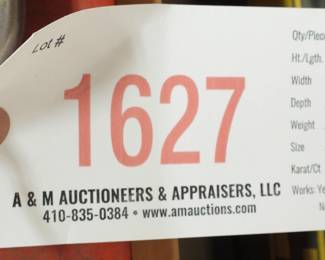 Lot #
1627
A & M AUCTIONEERS & APPRAISERS, LLC
410-835-0384 • www.amauctions.com
Qty/Piec
Ht./Lgth.
Width
Depth
Weight
Size
Karat/Ct
Works: Ye
N